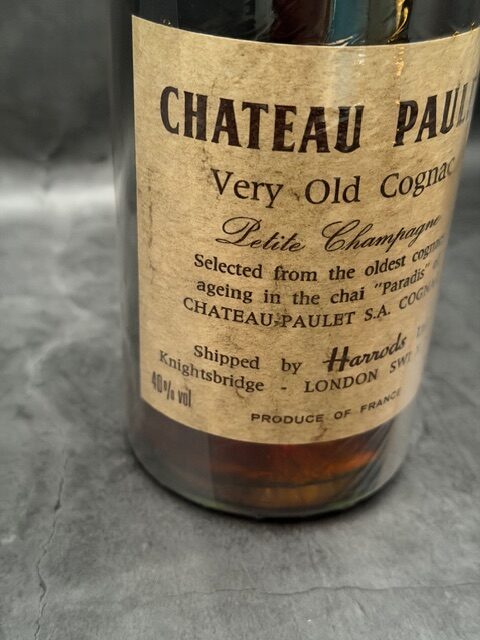 CHATEAU PAUL
Very Old Cognac
Petite Champagne
Selected from the oldest cognac
ageing in the chai "Paradis"
CHATEAU-PAULET S.A. COGNA
Shipped by Harrods
Knightsbridge - LONDON SW1
40% vol
PRODUCE OF FRANCE